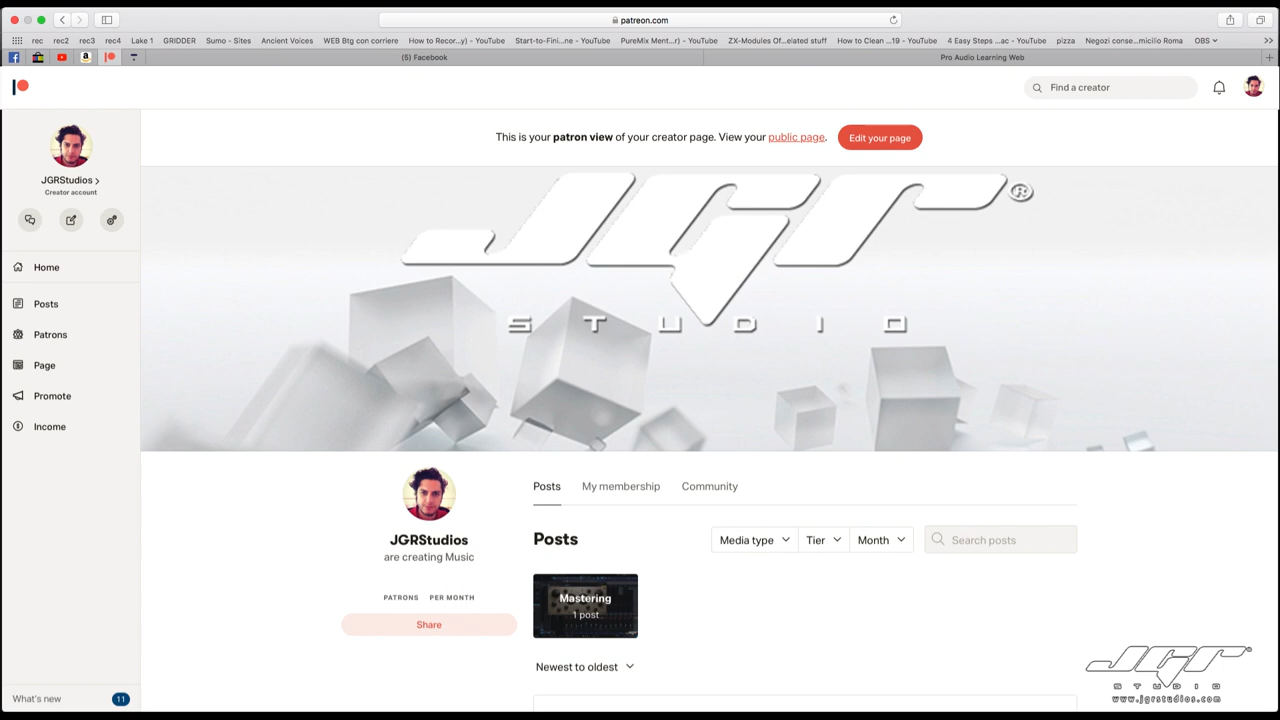 patreon.com
rec rec2 rec3 rec4 Lake 1 GRIDDER Sumo - Sites Ancient Voices WEB Btg con corriere How to Recor...y) - YouTube Start-to-Fini...ne - YouTube PureMix Ment...r) - YouTube ZX-Modules Of...elated stuff How to Clean ...19 - YouTube 4 Easy Steps ...ac - YouTube pizza Negozi conse...micilio Roma OBS
(5) Facebook Pro Audio Learning Web
Find a creator
This is your patron view of your creator page. View your public page. Edit your page
JGRStudios
Creator account
JGr ®
STUDIO
Home
Posts
Patrons
Page
Promote
Income
Posts My membership Community
JGRStudios
are creating Music
Posts Media type Tier Month Search posts
PATRONS PER MONTH
Share
Mastering
1 post
Newest to oldest
What's new 11
JGr ®
STUDIO
www.jgrstudios.com